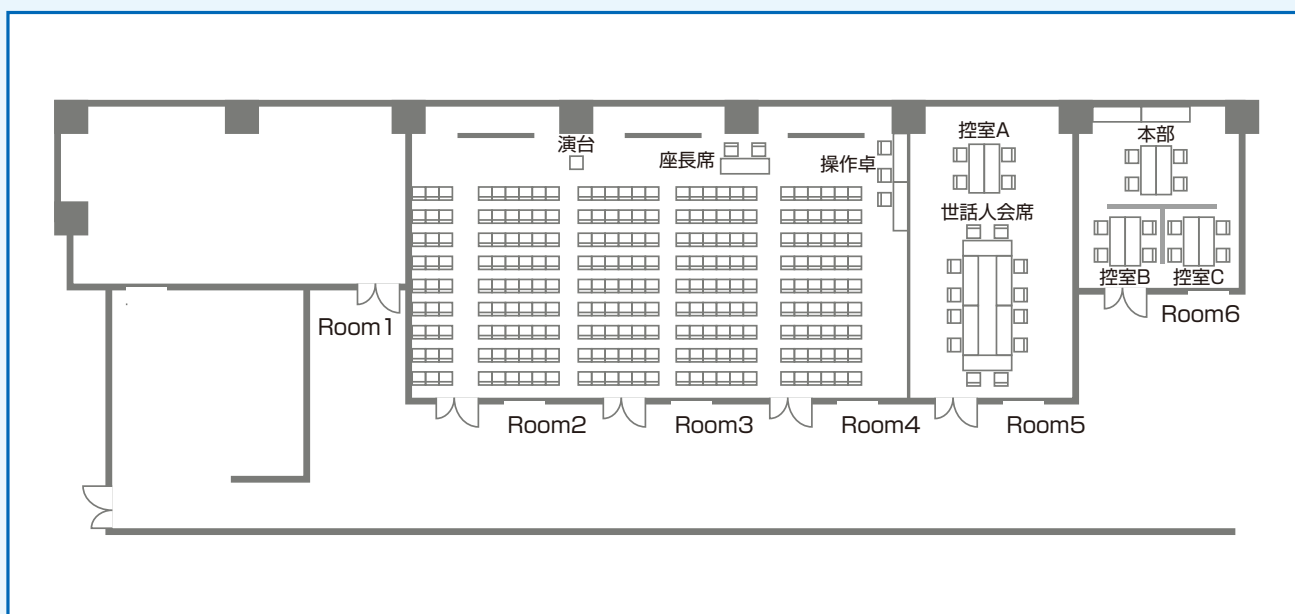 演台
座長席
操作卓
控室A
世話人会席
本部
控室B
控室C
Room1
Room2
Room3
Room4
Room5
Room6